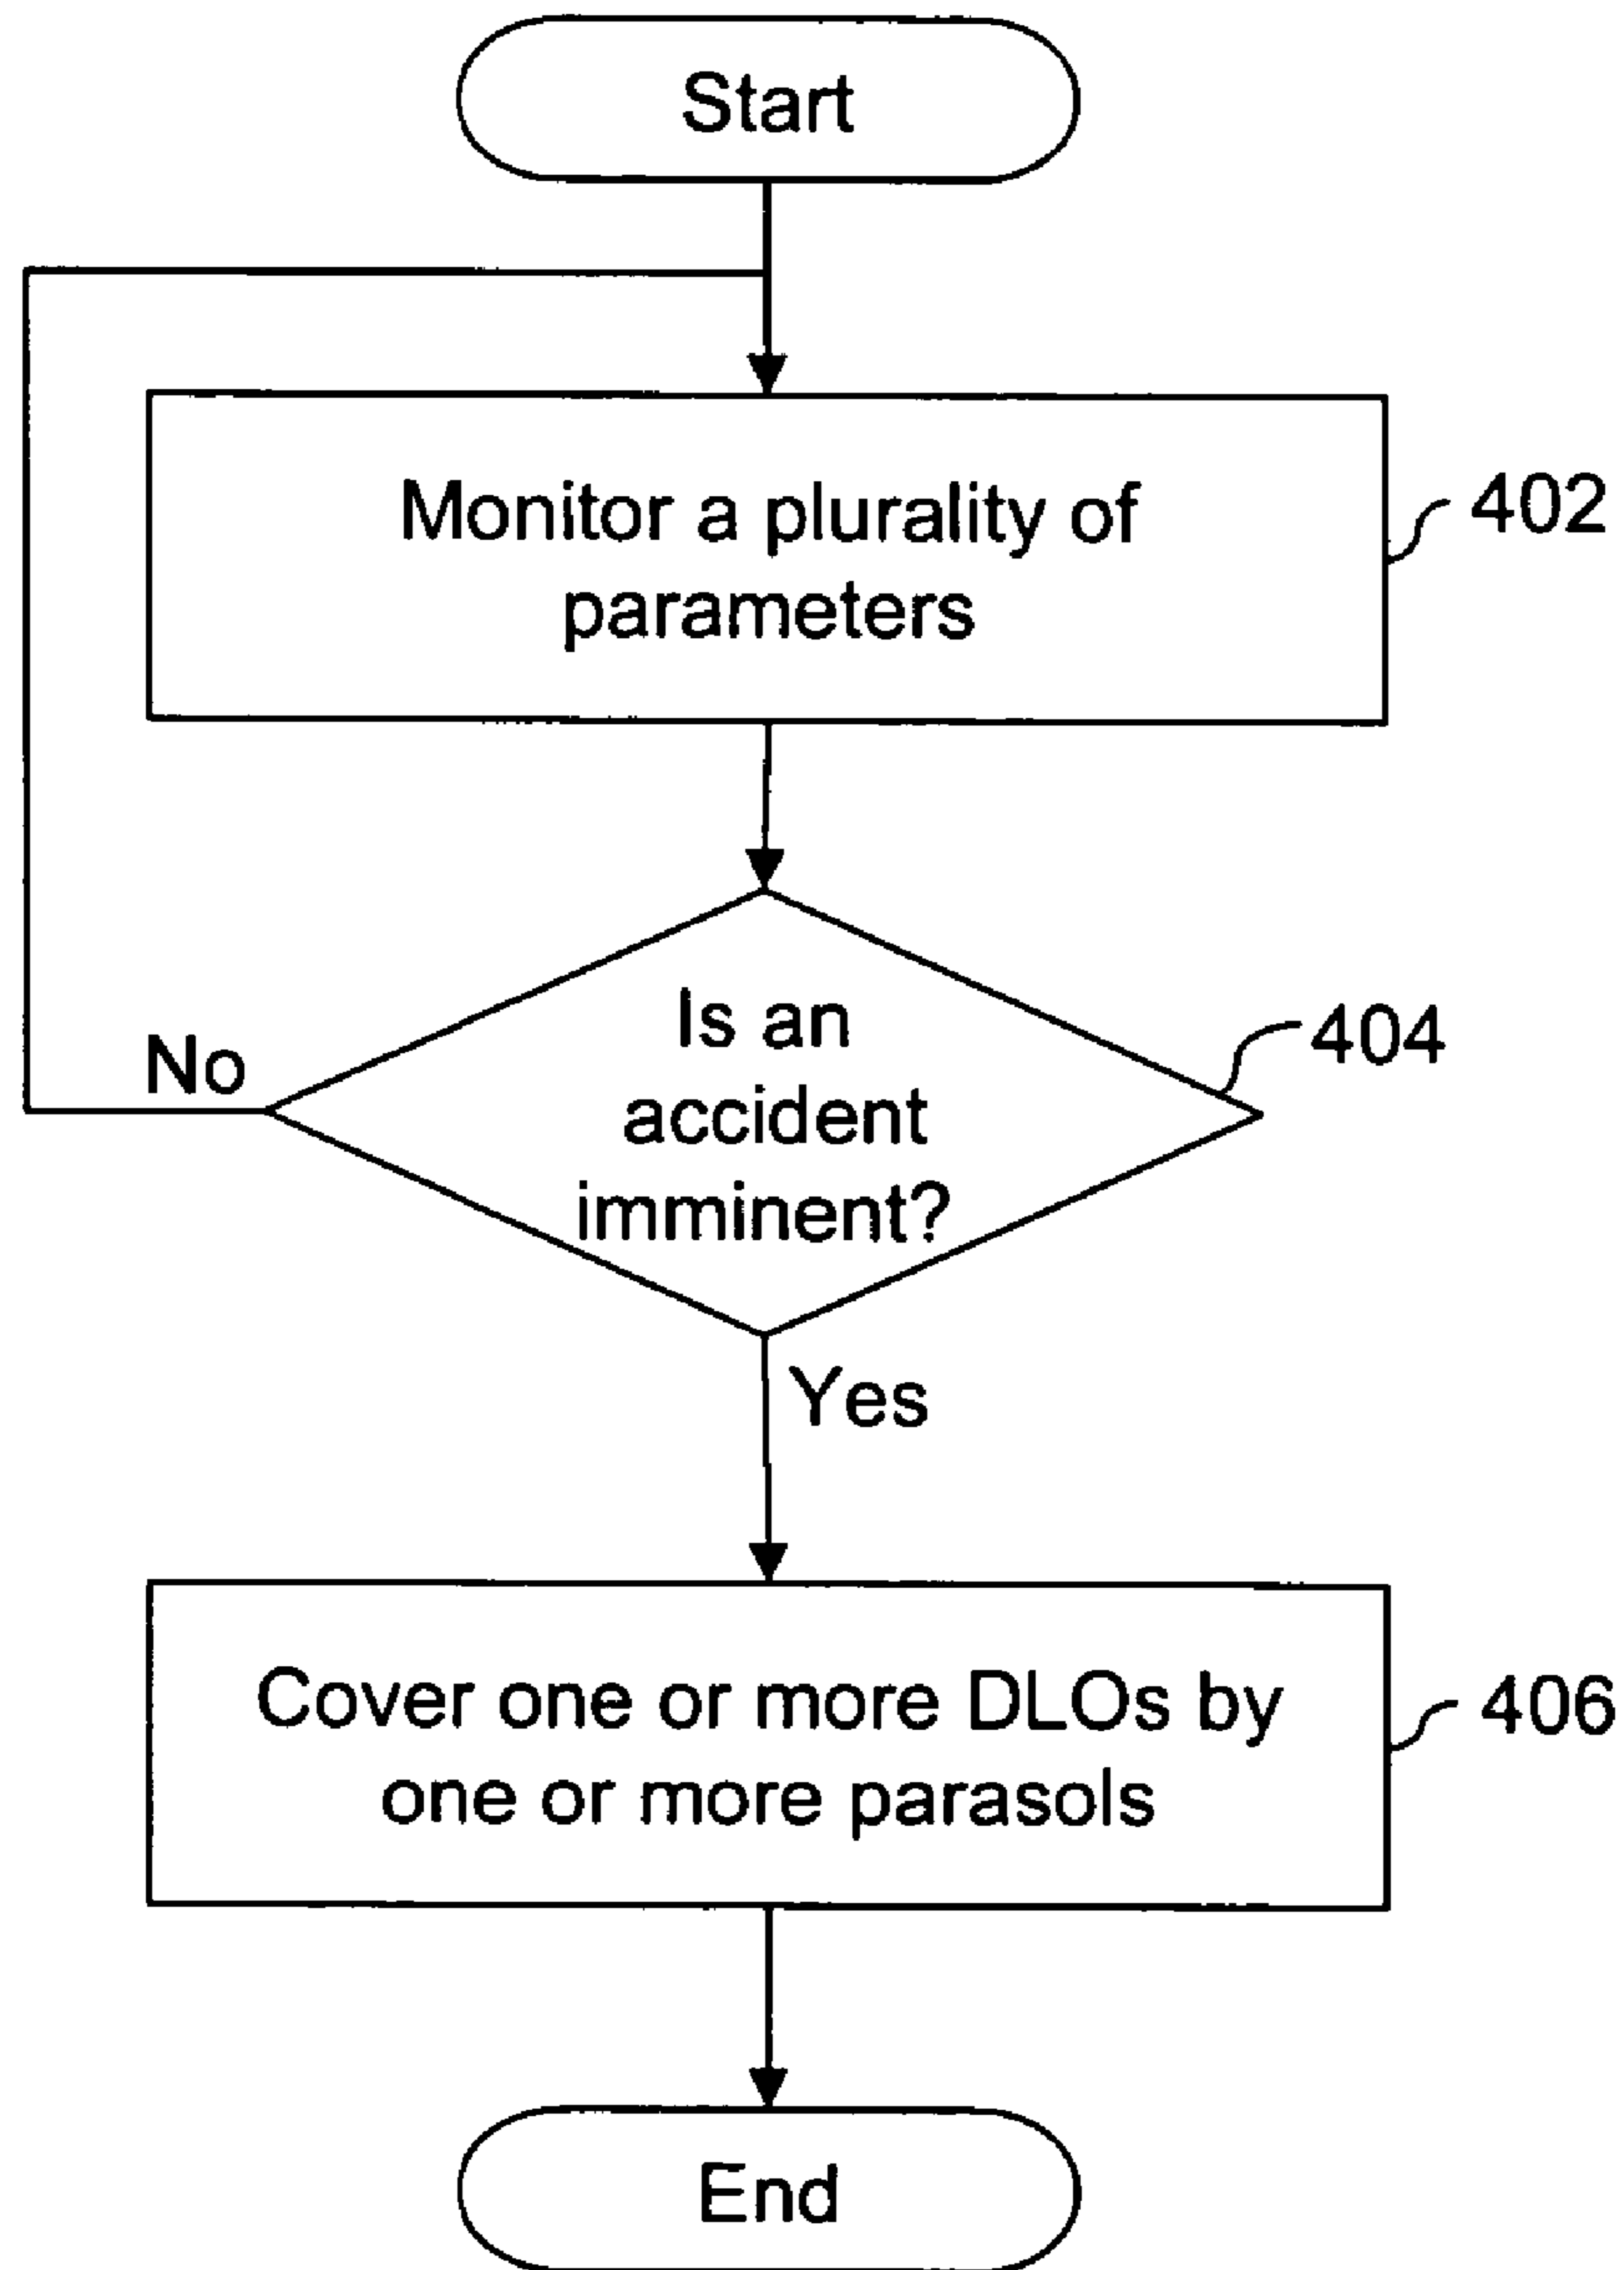 Start
Monitor a plurality of
parameters
402
Is an
accident
imminent?
404
No
Yes
Cover one or more DLOs by
one or more parasols
406
End